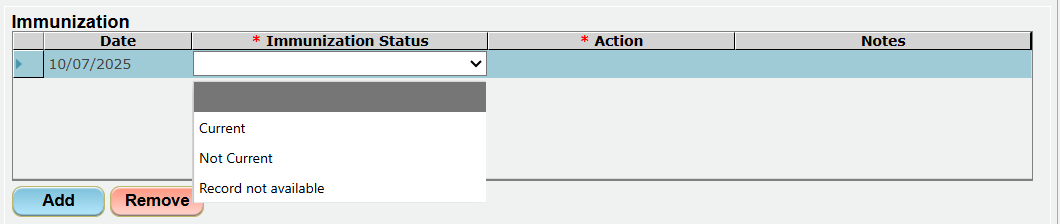 Immunization
Date * Immunization Status * Action Notes
10/07/2025
Current
Not Current
Record not available
Add Remove